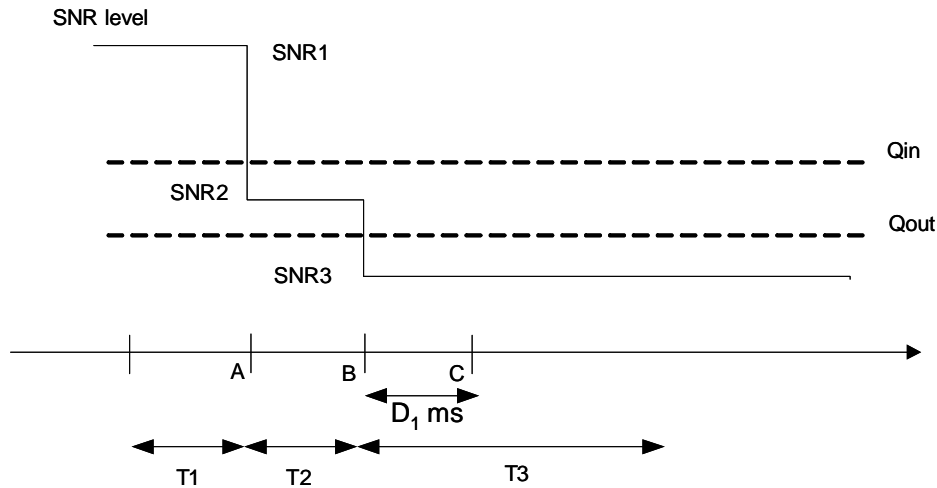 SNR level
SNR1
Qin
SNR2
Qout
SNR3
A
B
C
D₁ ms
T1
T2
T3